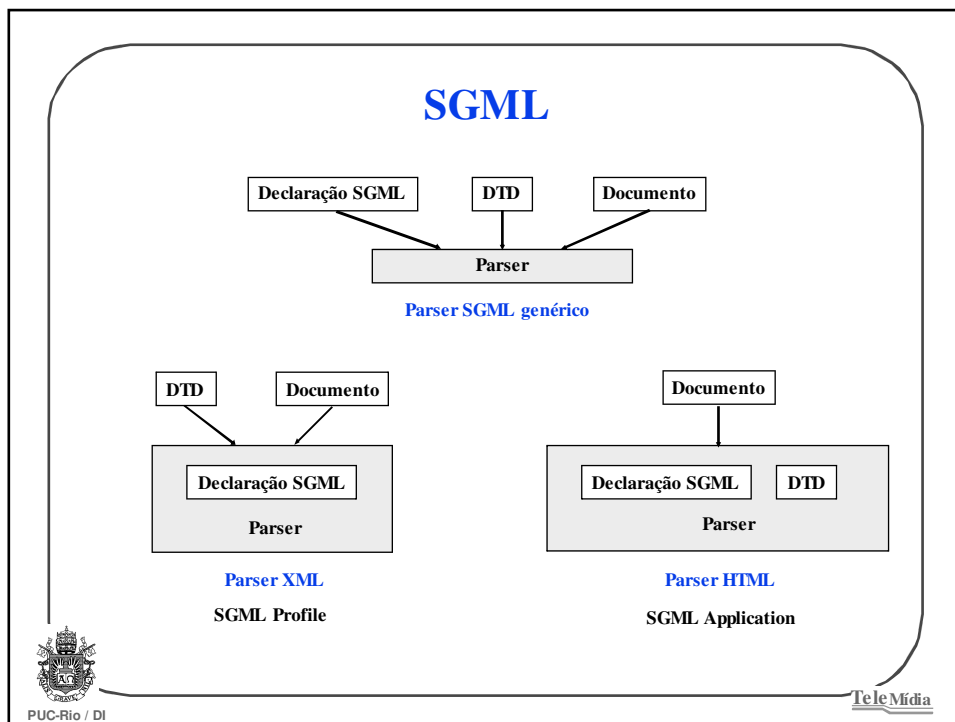 SGML
Declaração SGML
DTD
Documento
Parser
Parser SGML genérico
DTD
Documento
Declaração SGML
Parser
Parser XML
SGML Profile
Documento
Declaração SGML
DTD
Parser
Parser HTML
SGML Application
PUC-Rio / DI
TeleMídia